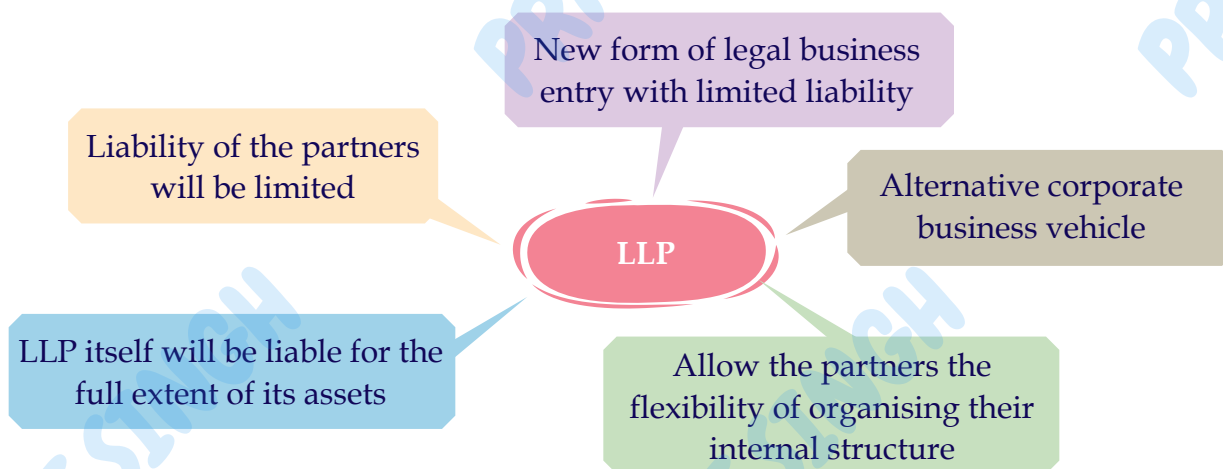 New form of legal business
entry with limited liability
Liability of the partners
will be limited
Alternative corporate
business vehicle
LLP
LLP itself will be liable for the
full extent of its assets
Allow the partners the
flexibility of organising their
internal structure
SINGH
SINGH